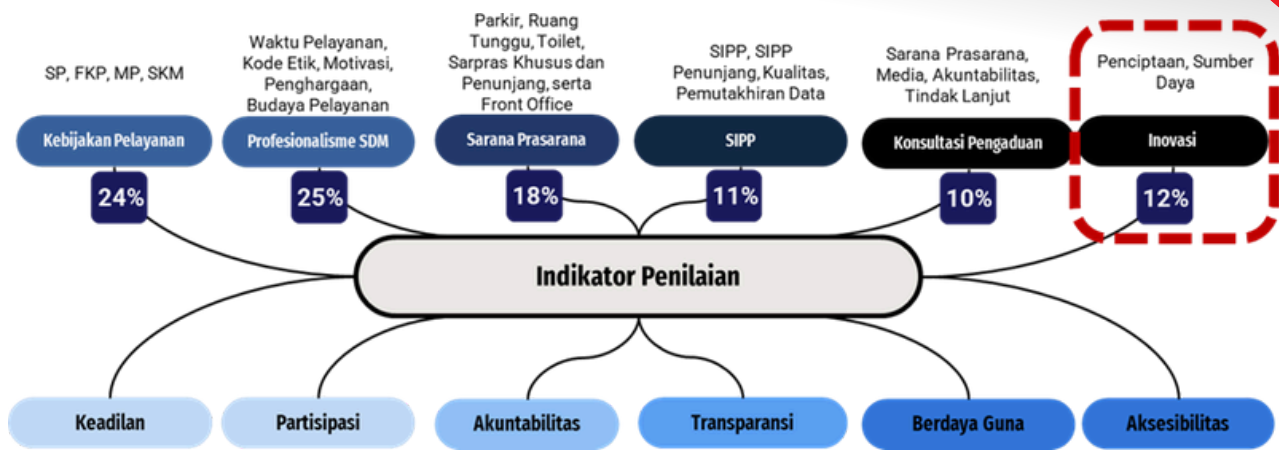 SP, FKP, MP, SKM
Waktu Pelayanan,
Kode Etik, Motivasi,
Penghargaan,
Budaya Pelayanan
Parkir, Ruang
Tunggu, Toilet,
Sarpras Khusus dan
Penunjang, serta
Front Office
SIPP, SIPP
Penunjang, Kualitas,
Pemutakhiran Data
Sarana Prasarana,
Media, Akuntabilitas,
Tindak Lanjut
Penciptaan, Sumber
Daya
Kebijakan Pelayanan
Profesionalisme SDM
Sarana Prasarana
SIPP
Konsultasi Pengaduan
Inovasi
24%
25%
18%
11%
10%
12%
Indikator Penilaian
Keadilan
Partisipasi
Akuntabilitas
Transparansi
Berdaya Guna
Aksesibilitas